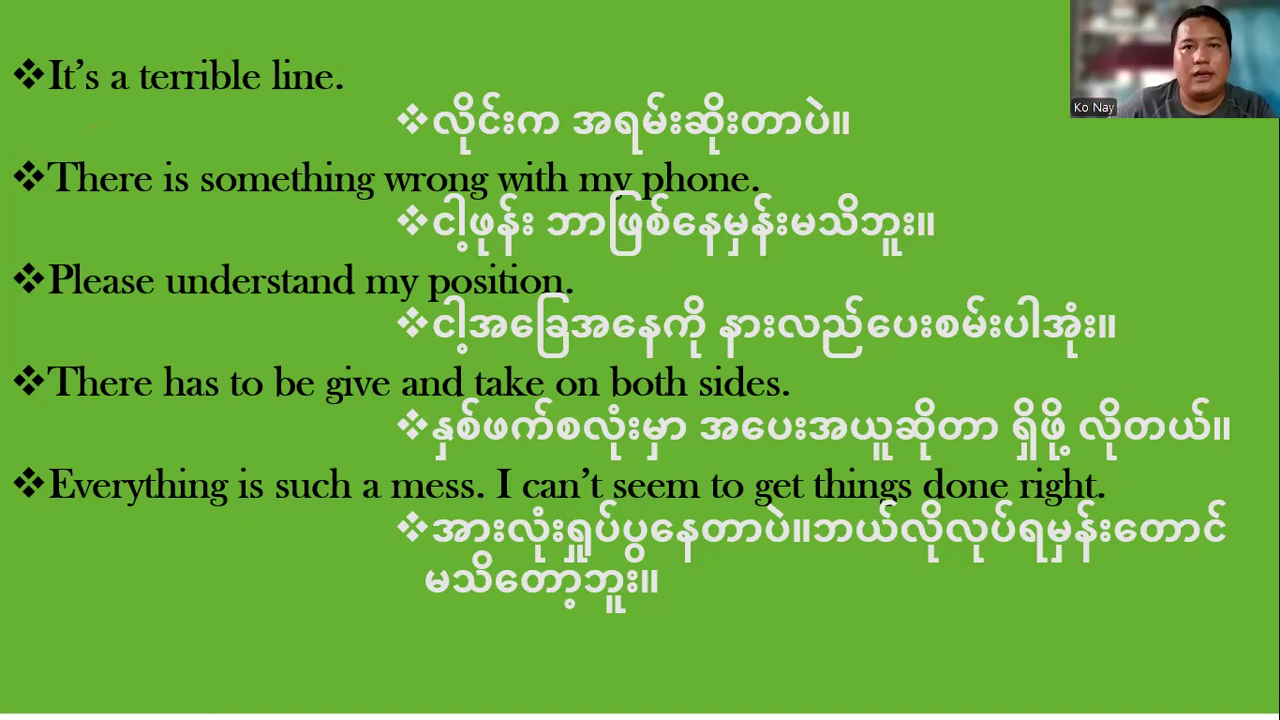 ❖It’s a terrible line.
❖လိုင်းက အရမ်းဆိုးတာပဲ။
❖There is something wrong with my phone.
❖ငါ့ဖုန်း ဘာဖြစ်နေမှန်းမသိဘူး။
❖Please understand my position.
❖ငါ့အခြေအနေကို နားလည်ပေးစမ်းပါအုံး။
❖There has to be give and take on both sides.
❖နှစ်ဖက်စလုံးမှာ အပေးအယူဆိုတာ ရှိဖို့ လိုတယ်။
❖Everything is such a mess. I can’t seem to get things done right.
❖အားလုံးရှုပ်ပွနေတာပဲ။ဘယ်လိုလုပ်ရမှန်းတောင်
မသိတော့ဘူး။
Ko Nay